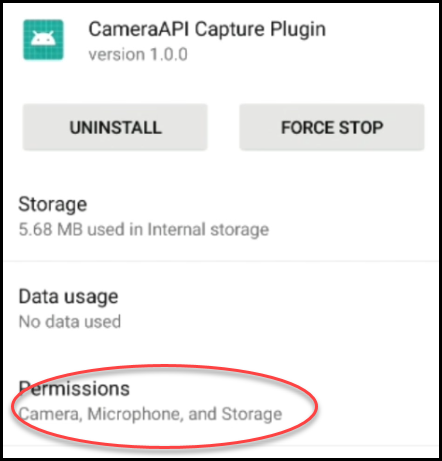 CameraAPI Capture Plugin
version 1.0.0
UNINSTALL FORCE STOP
Storage
5.68 MB used in Internal storage
Data usage
No data used
Permissions
Camera, Microphone, and Storage